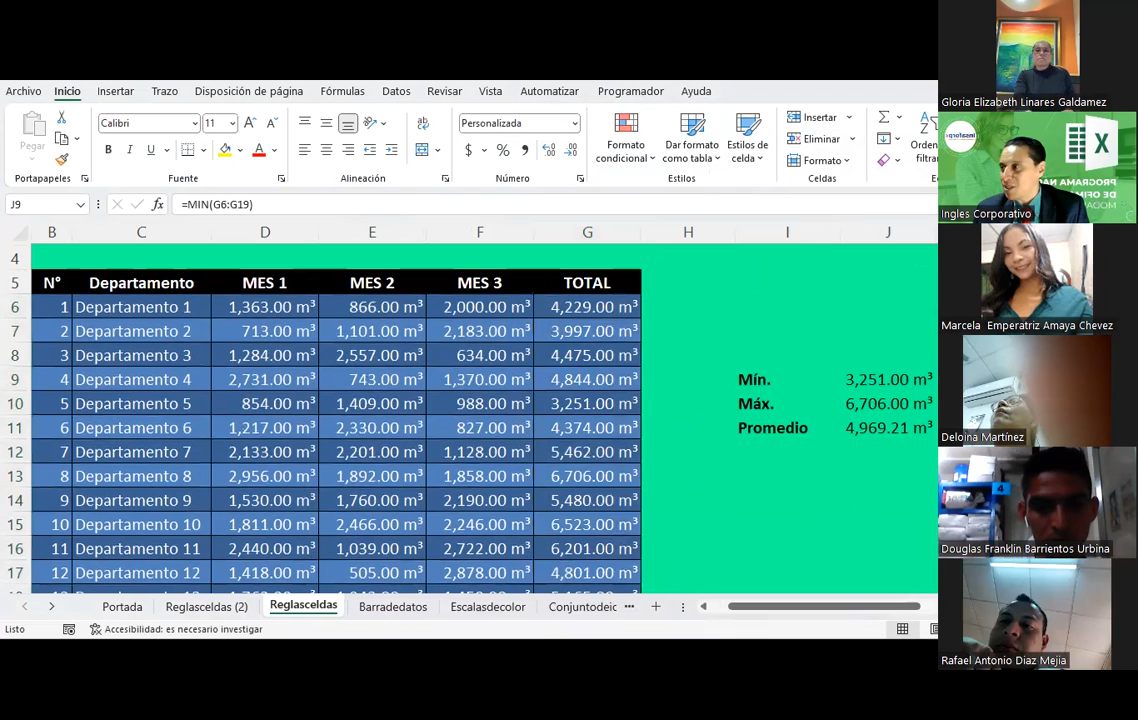 Archivo Inicio Insertar Trazo Disposición de página Fórmulas Datos Revisar Vista Automatizar Programador Ayuda
Pegar
Calibri 11
N K U
Personalizada
$ % ,
Formato condicional
Dar formato como tabla
Estilos de celda
Insertar
Eliminar
Formato
Portapapeles Fuente Alineación Número Estilos Celdas
J9 fx =MIN(G6:G19)
B C D E F G H I J
4
5 N° Departamento MES 1 MES 2 MES 3 TOTAL
6 1 Departamento 1 1,363.00 m³ 866.00 m³ 2,000.00 m³ 4,229.00 m³
7 2 Departamento 2 713.00 m³ 1,101.00 m³ 2,183.00 m³ 3,997.00 m³
8 3 Departamento 3 1,284.00 m³ 2,557.00 m³ 634.00 m³ 4,475.00 m³
9 4 Departamento 4 2,731.00 m³ 743.00 m³ 1,370.00 m³ 4,844.00 m³ Mín. 3,251.00 m³
10 5 Departamento 5 854.00 m³ 1,409.00 m³ 988.00 m³ 3,251.00 m³ Máx. 6,706.00 m³
11 6 Departamento 6 1,217.00 m³ 2,330.00 m³ 827.00 m³ 4,374.00 m³ Promedio 4,969.21 m³
12 7 Departamento 7 2,133.00 m³ 2,201.00 m³ 1,128.00 m³ 5,462.00 m³
13 8 Departamento 8 2,956.00 m³ 1,892.00 m³ 1,858.00 m³ 6,706.00 m³
14 9 Departamento 9 1,530.00 m³ 1,760.00 m³ 2,190.00 m³ 5,480.00 m³
15 10 Departamento 10 1,811.00 m³ 2,466.00 m³ 2,246.00 m³ 6,523.00 m³
16 11 Departamento 11 2,440.00 m³ 1,039.00 m³ 2,722.00 m³ 6,201.00 m³
17 12 Departamento 12 1,418.00 m³ 505.00 m³ 2,878.00 m³ 4,801.00 m³
Portada Reglasceldas (2) Reglasceldas Barradedatos Escalasdecolor Conjuntodeic
Listo Accesibilidad: es necesario investigar
Gloria Elizabeth Linares Galdamez
Ingles Corporativo
Marcela Emperatriz Amaya Chevez
Deloina Martínez
4
Douglas Franklin Barrientos Urbina
Rafael Antonio Diaz Mejia